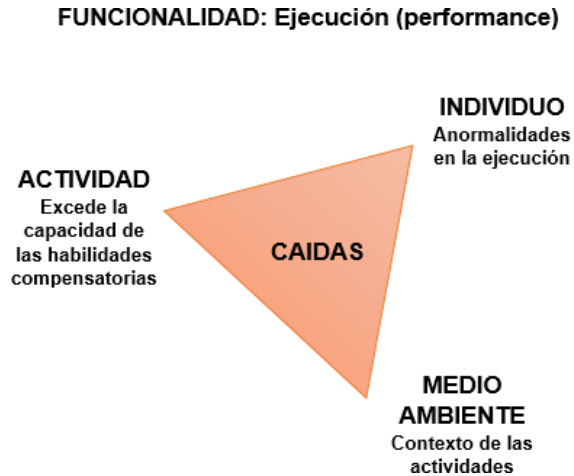 FUNCIONALIDAD: Ejecución (performance)
INDIVIDUO
Anormalidades
en la ejecución
ACTIVIDAD
Excede la
capacidad de
las habilidades
compensatorias
CAIDAS
MEDIO
AMBIENTE
Contexto de las
actividades